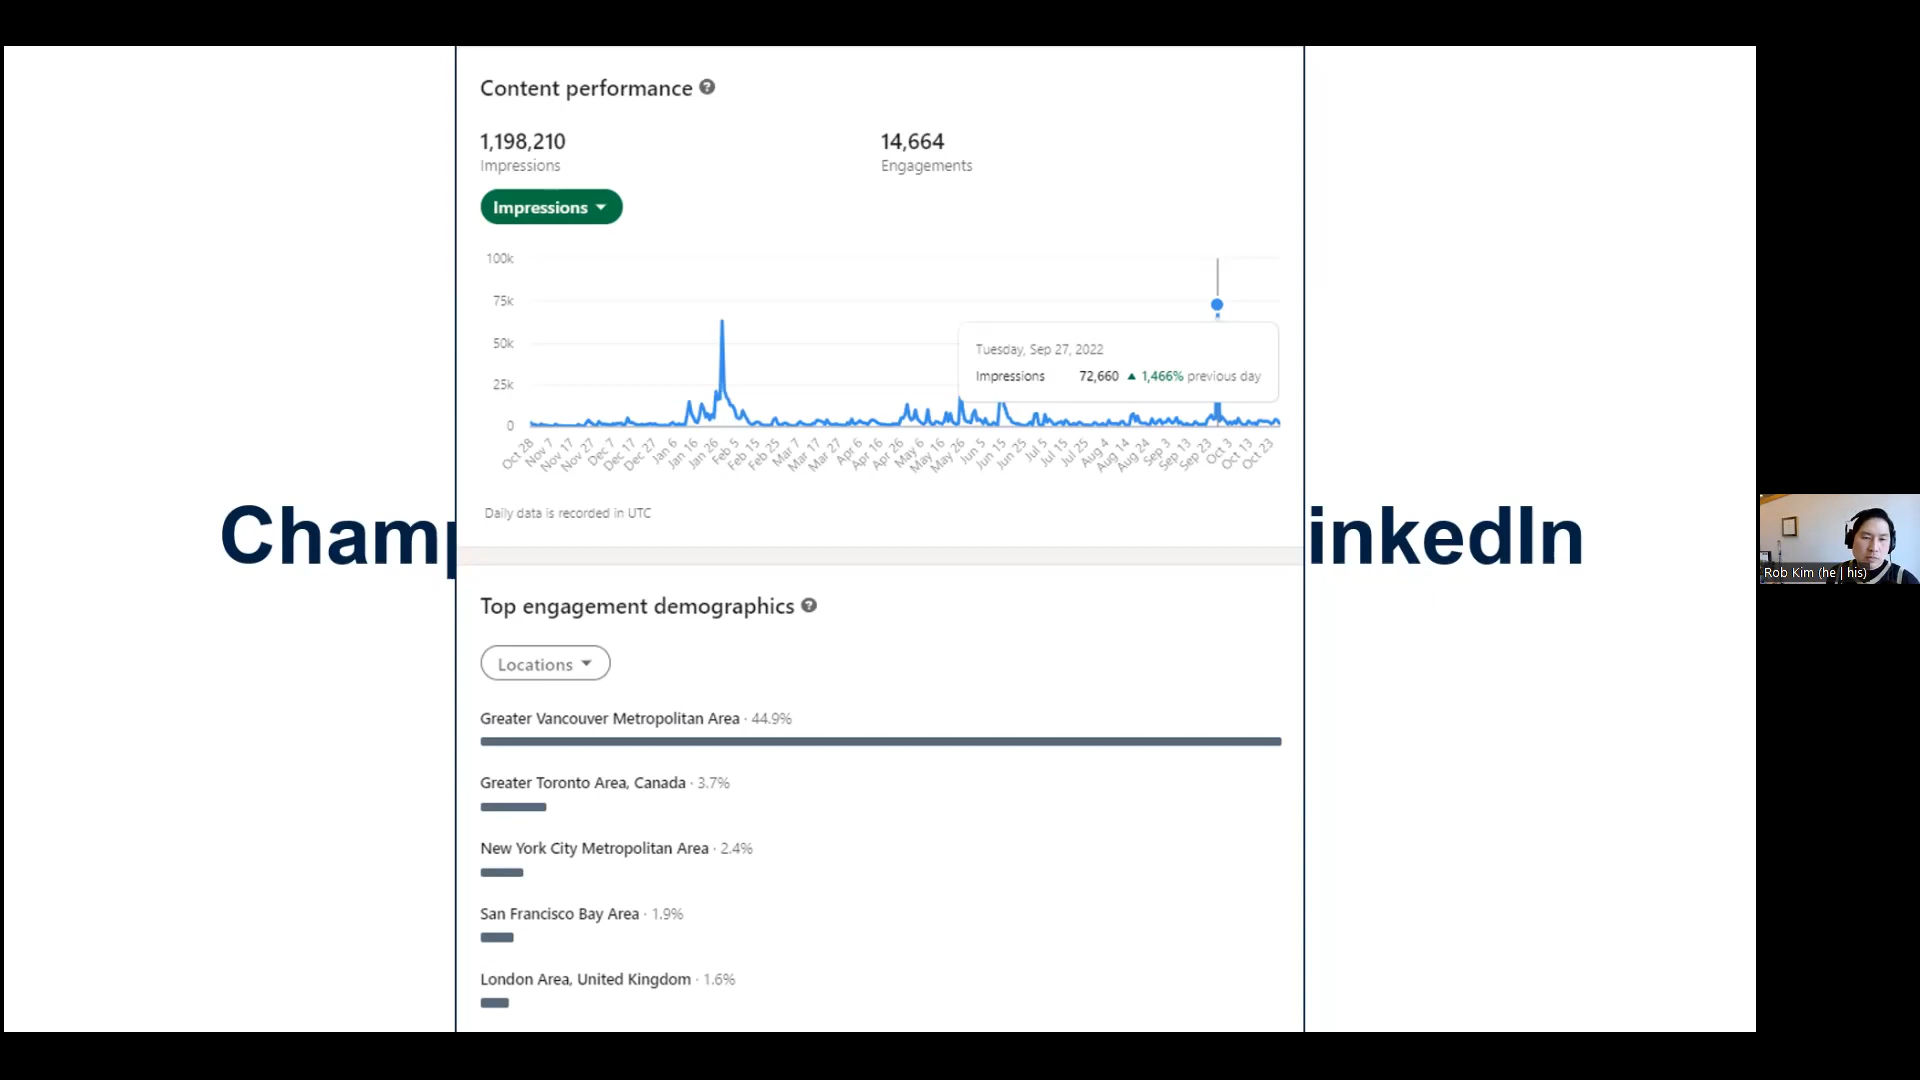 Content performance
1,198,210
Impressions
14,664
Engagements
Impressions
100k
75k
50k
25k
0
Tuesday, Sep 27, 2022
Impressions 72,660 ▲ 1,466% previous day
Oct 28 Nov 7 Nov 17 Nov 27 Dec 7 Dec 17 Dec 27 Jan 6 Jan 16 Jan 26 Feb 5 Feb 15 Feb 25 Mar 7 Mar 17 Mar 27 Apr 6 Apr 16 Apr 26 May 6 May 16 May 26 Jun 5 Jun 15 Jun 25 Jul 5 Jul 15 Jul 25 Aug 4 Aug 14 Aug 24 Sep 3 Sep 13 Sep 23 Oct 3 Oct 13 Oct 23
Daily data is recorded in UTC
Cham
inkedIn
Rob Kim (he | his)
Top engagement demographics
Locations
Greater Vancouver Metropolitan Area · 44.9%
Greater Toronto Area, Canada · 3.7%
New York City Metropolitan Area · 2.4%
San Francisco Bay Area · 1.9%
London Area, United Kingdom · 1.6%